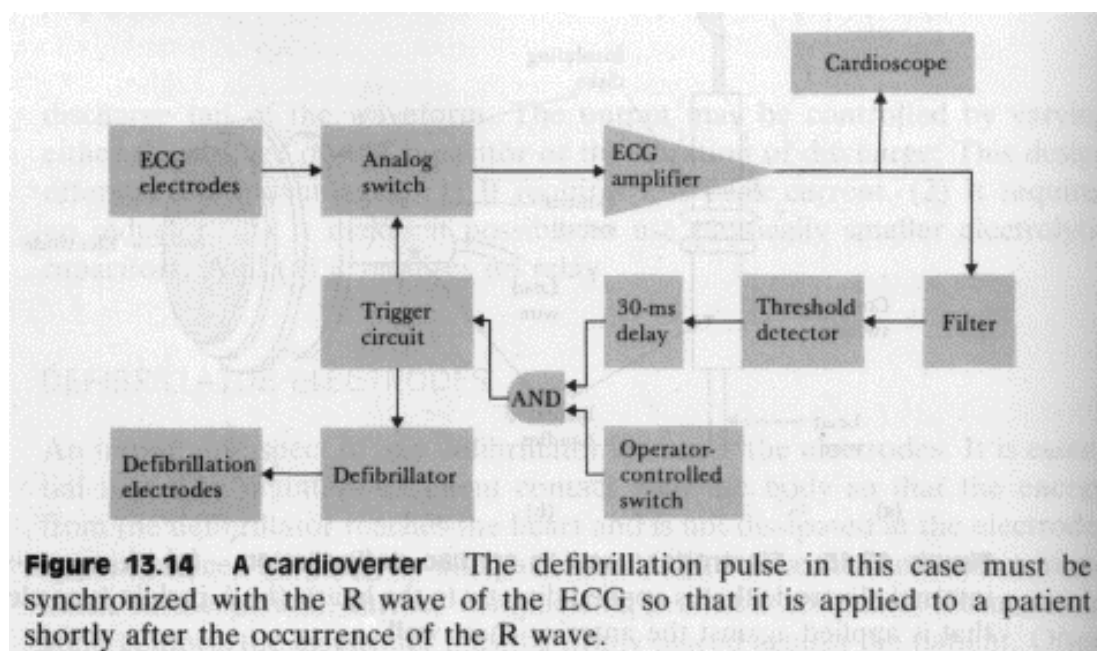 Cardioscope
ECG
electrodes
Analog
switch
ECG
amplifier
Trigger
circuit
30-ms
delay
Threshold
detector
Filter
AND
Defibrillation
electrodes
Defibrillator
Operator-
controlled
switch
Figure 13.14 A cardioverter The defibrillation pulse in this case must be
synchronized with the R wave of the ECG so that it is applied to a patient
shortly after the occurrence of the R wave.